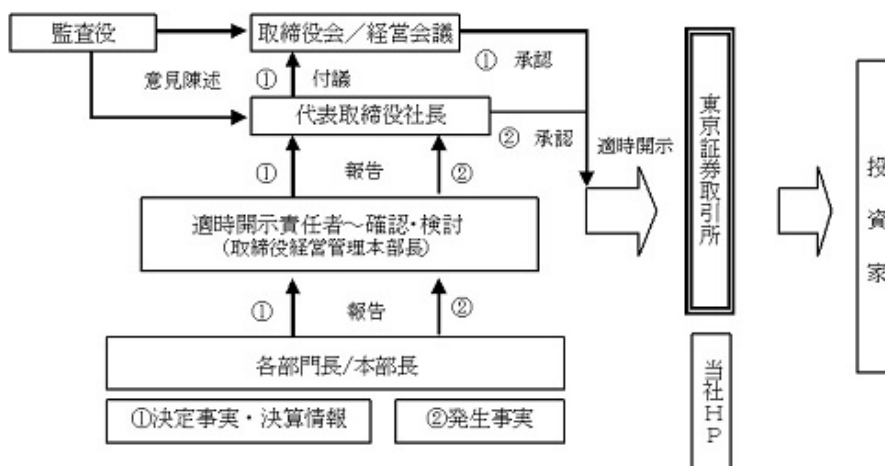 監査役
取締役会／経営会議
① 承認
意見陳述
① 付議
代表取締役社長
② 承認
適時開示
① 報告 ②
適時開示責任者～確認・検討
(取締役経営管理本部長)
① 報告 ②
各部門長/本部長
①決定事実・決算情報
②発生事実
東京証券取引所
当社HP
投資家